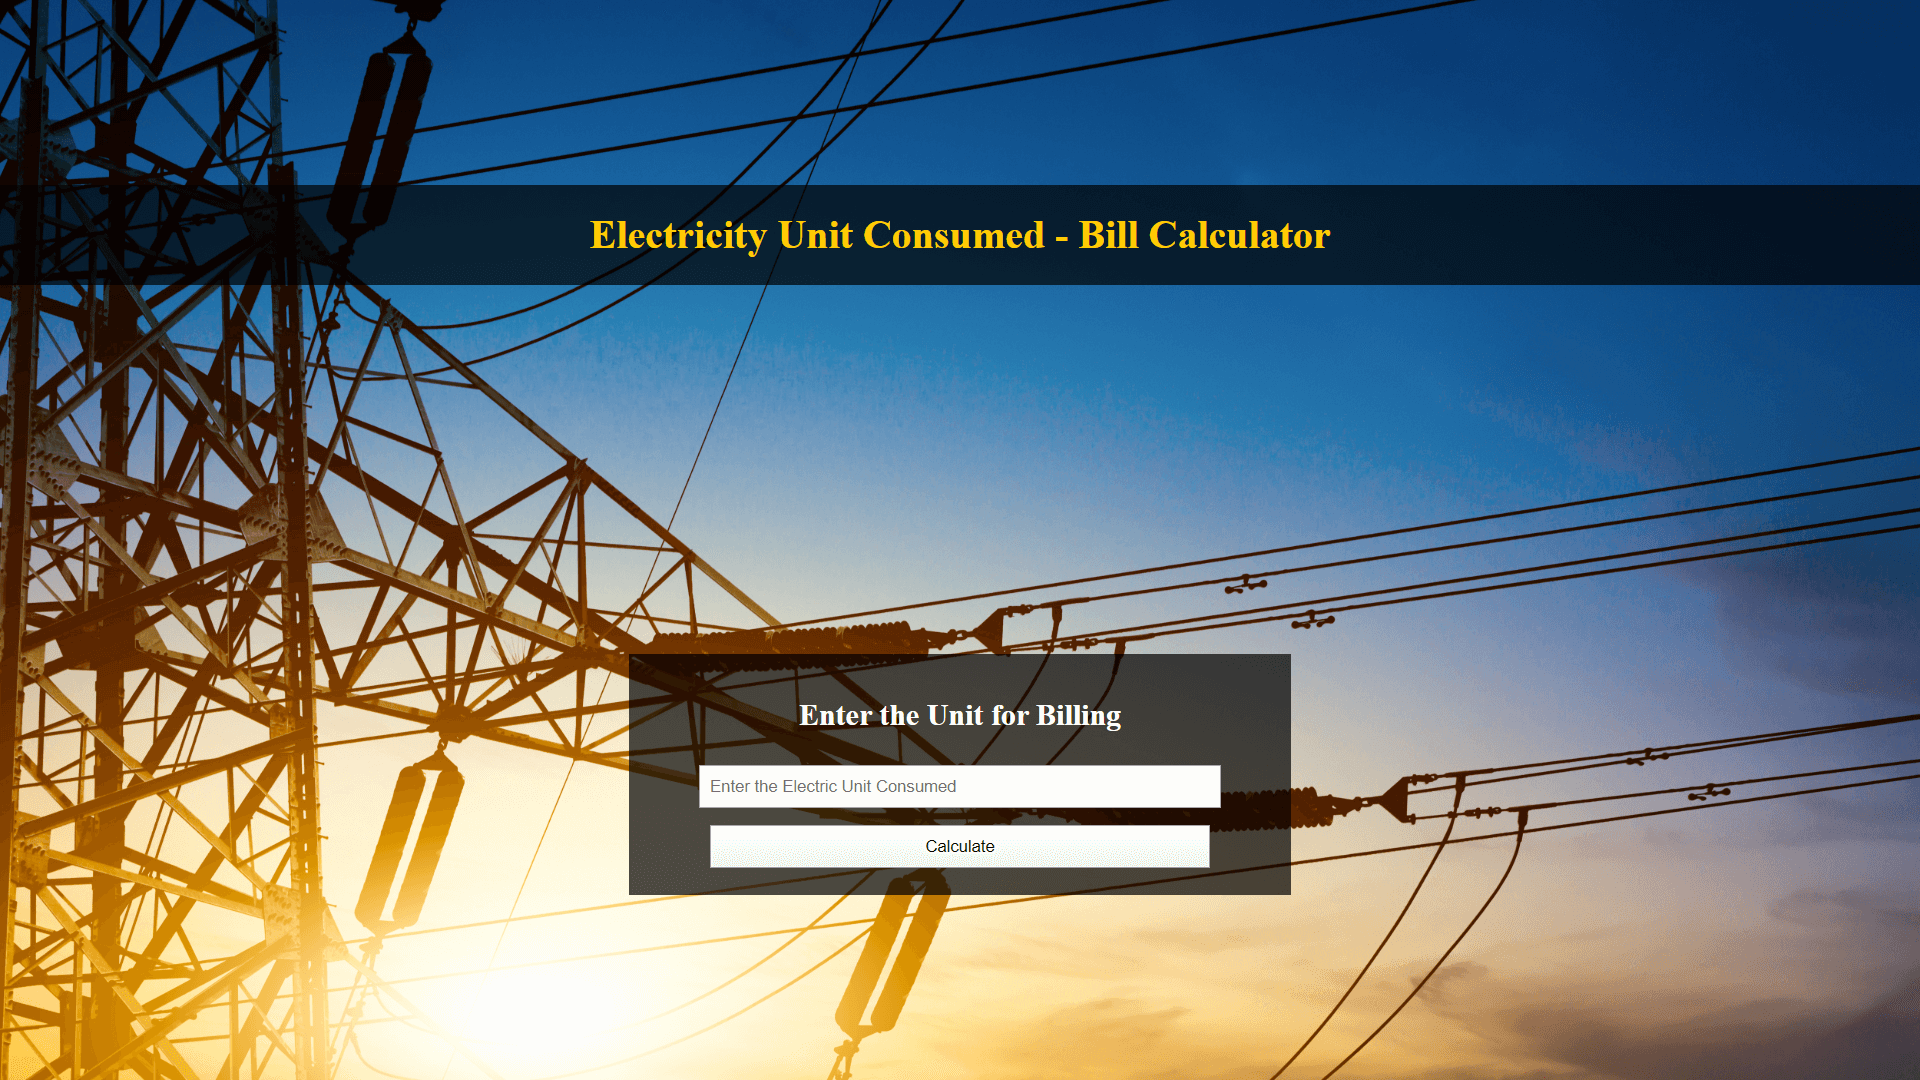 Electricity Unit Consumed - Bill Calculator
Enter the Unit for Billing
Enter the Electric Unit Consumed
Calculate